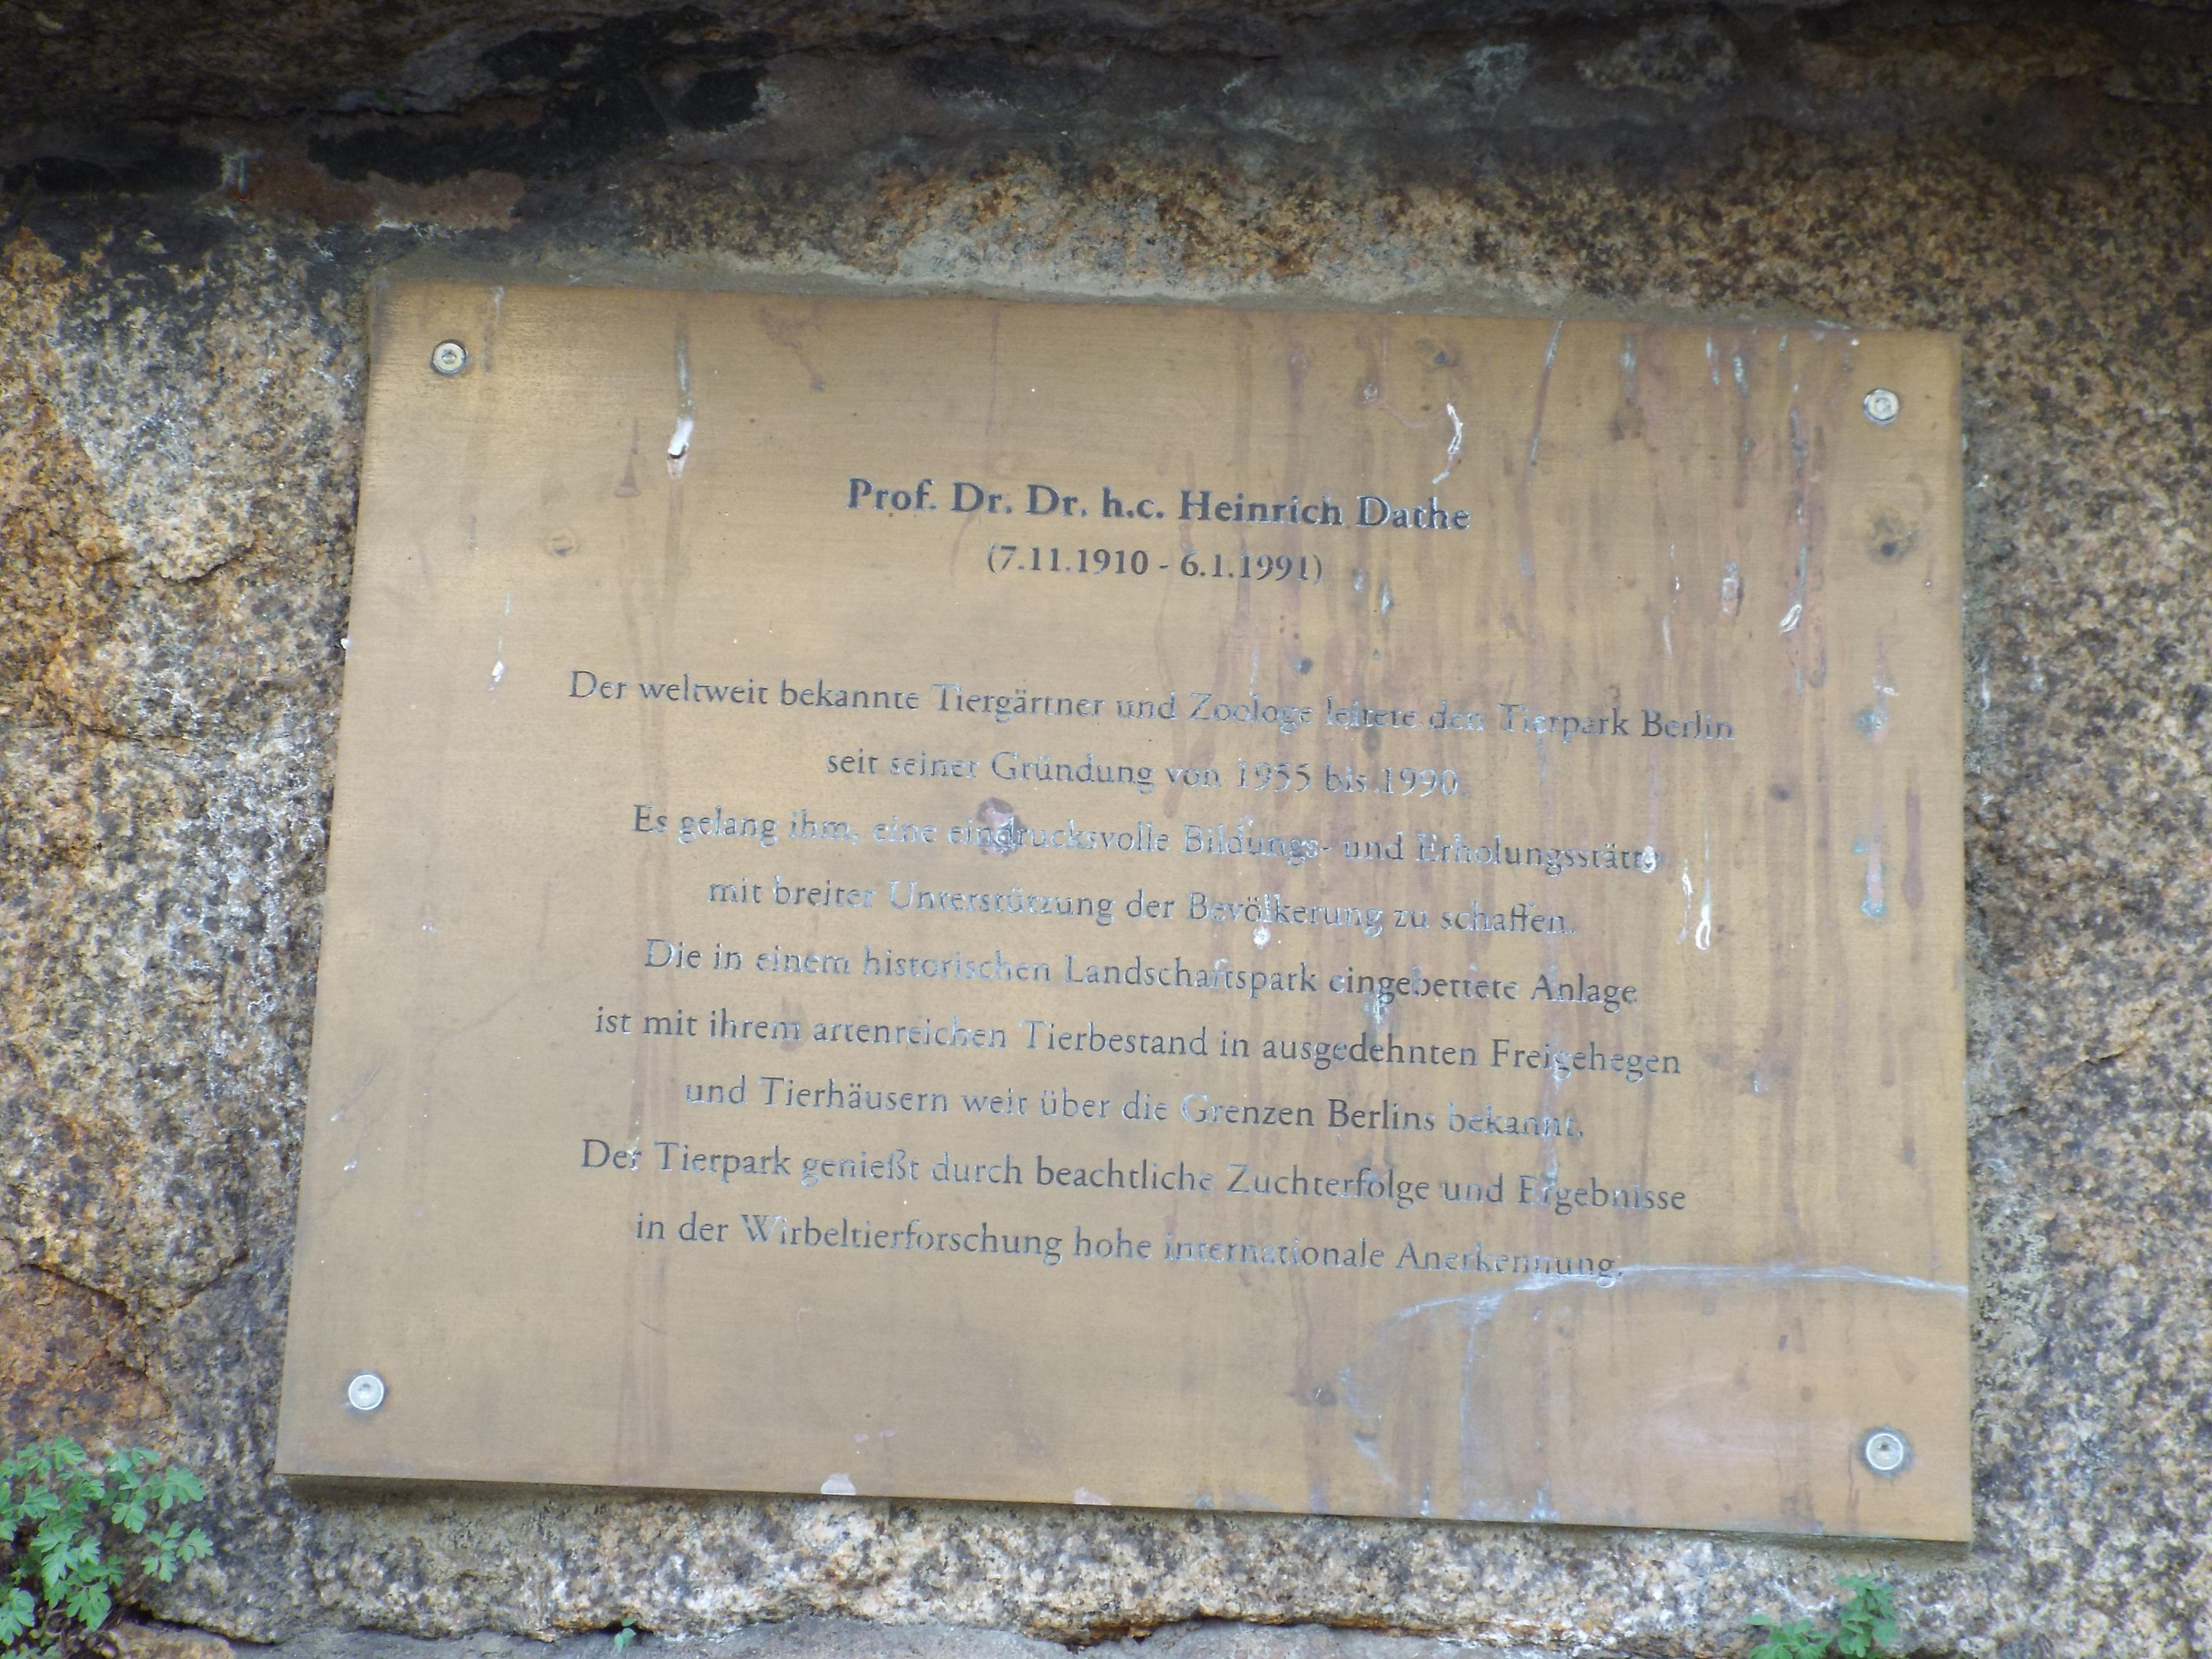 Prof. Dr. Dr. h.c. Heinrich Dathe
(7.11.1910 - 6.1.1991)
Der weltweit bekannte Tiergärtner und Zoologe leitete den Tierpark Berlin
seit seiner Gründung von 1955 bis 1990.
Es gelang ihm, eine eindrucksvolle Bildungs- und Erholungsstätte
mit breiter Unterstützung der Bevölkerung zu schaffen.
Die in einem historischen Landschaftspark eingebettete Anlage
ist mit ihrem artenreichen Tierbestand in ausgedehnten Freigehegen
und Tierhäusern weit über die Grenzen Berlins bekannt.
Der Tierpark genießt durch beachtliche Zuchterfolge und Ergebnisse
in der Wirbeltierforschung hohe internationale Anerkennung.